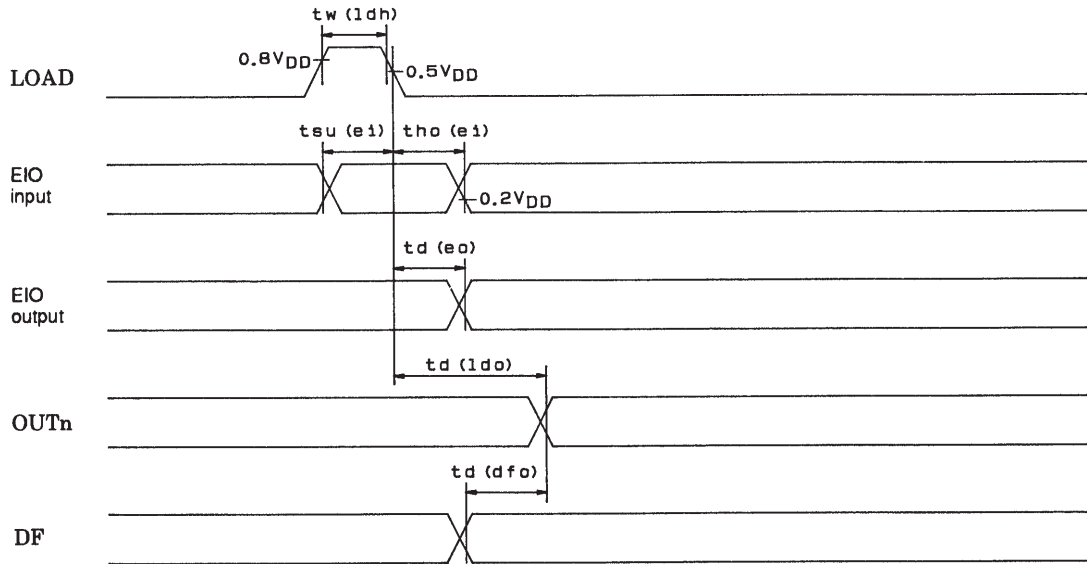 tw (ldh)
0.8VDD
0.5VDD
LOAD
tsu (ei)
tho (ei)
EIO
input
0.2VDD
td (eo)
EIO
output
td (ldo)
OUTn
td (dfo)
DF